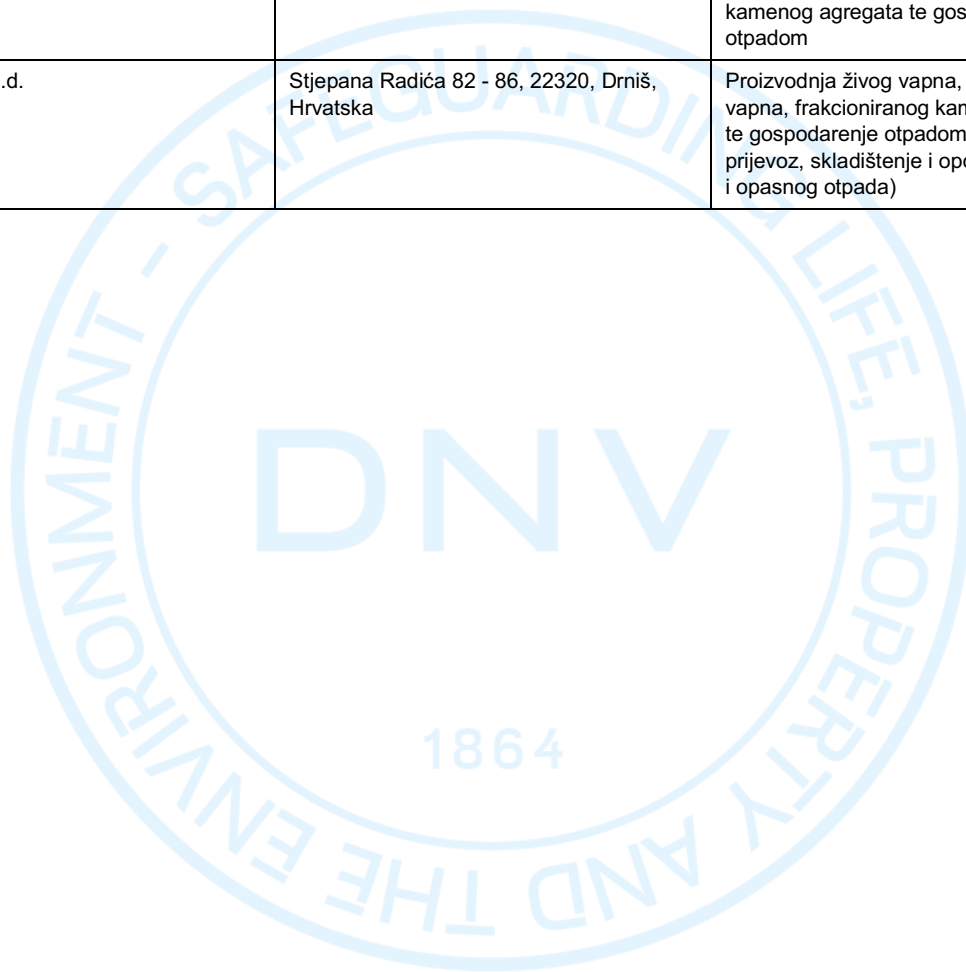 kamenog agregata te gos
otpadom
.d.
Stjepana Radića 82 - 86, 22320, Drniš,
Hrvatska
Proizvodnja živog vapna,
vapna, frakcioniranog kam
te gospodarenje otpadom
prijevoz, skladištenje i opo
i opasnog otpada)
SAFEGUARDING LIFE, PROPERTY AND THE ENVIRONMENT -
DNV
1864